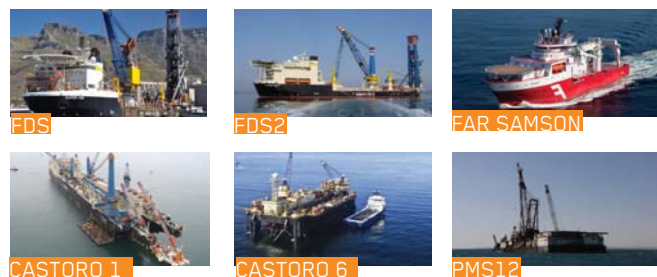 FDS
FDS2
FAR SAMSON
CASTORO 1
CASTORO 6
PMS12